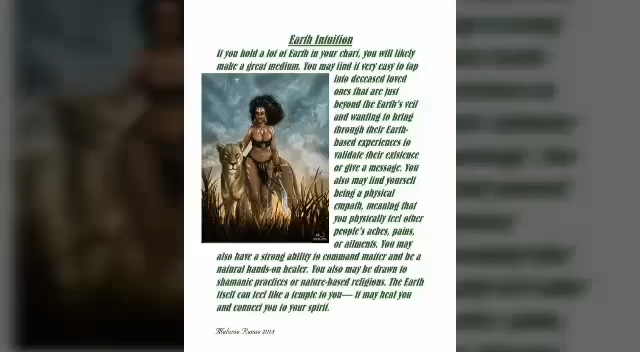 Earth Intuition
If you hold a lot of Earth in your chart, you will likely
make a great medium. You may find it very easy to tap
into deceased loved
ones that are just
beyond the Earth's veil
and wanting to bring
through their Earth-
based experiences to
validate their existence
or give a message. You
also may find yourself
being a physical
empath, meaning that
you physically feel other
people's aches, pains,
or ailments. You may
also have a strong ability to command matter and be a
natural hands-on healer. You also may be drawn to
shamanic practices or nature-based religions. The Earth
itself can feel like a temple to you— it may heal you
and connect you to your spirit.
Melanie 2018